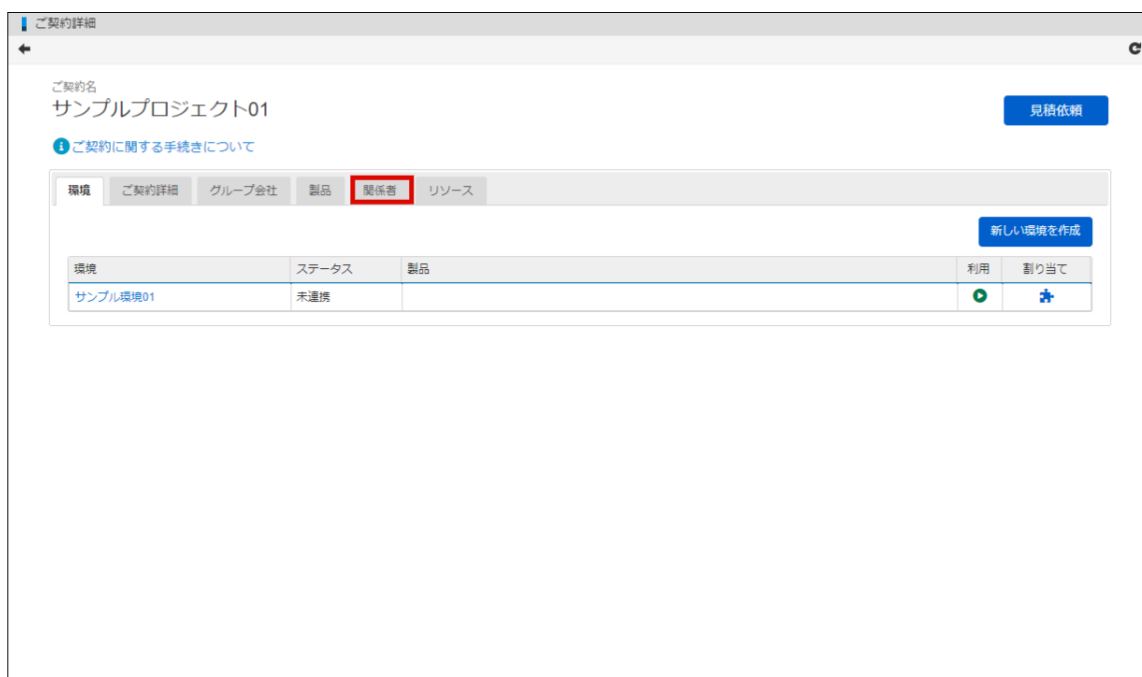 ご契約詳細
ご契約名
サンプルプロジェクト01
見積依頼
ご契約に関する手続きについて
環境 ご契約詳細 グループ会社 製品 関係者 リソース
新しい環境を作成
環境 ステータス 製品 利用 割り当て
サンプル環境01 未連携